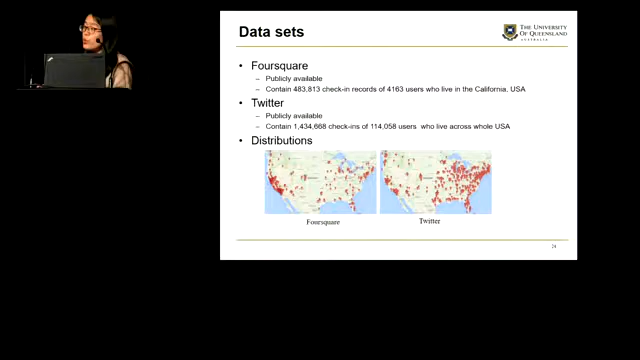 Data sets
THE UNIVERSITY
OF QUEENSLAND
AUSTRALIA
• Foursquare
– Publicly available
– Contain 483,813 check-in records of 4163 users who live in the California, USA
• Twitter
– Publicly available
– Contain 1,434,668 check-ins of 114,058 users who live across whole USA
• Distributions
Foursquare
Twitter
24